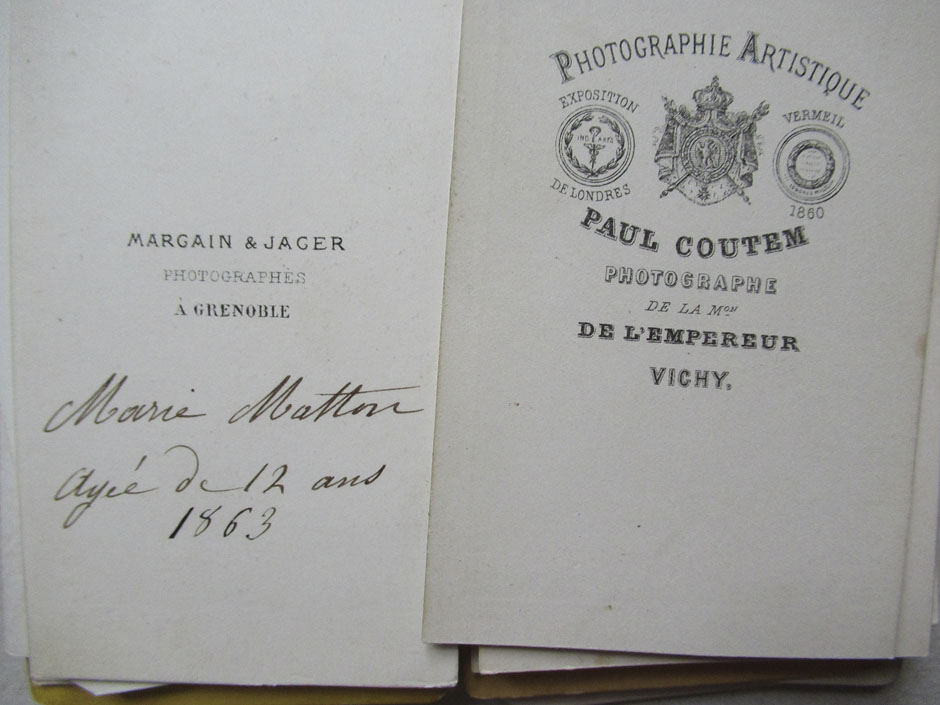 MARGAIN & JAGER
PHOTOGRAPHES
À GRENOBLE
Marie Matton
agée de 12 ans
1863
PHOTOGRAPHIE ARTISTIQUE
EXPOSITION
DE LONDRES
VERMEIL
1860
PAUL COUTEM
PHOTOGRAPHE
DE LA MON
DE L'EMPEREUR
VICHY,